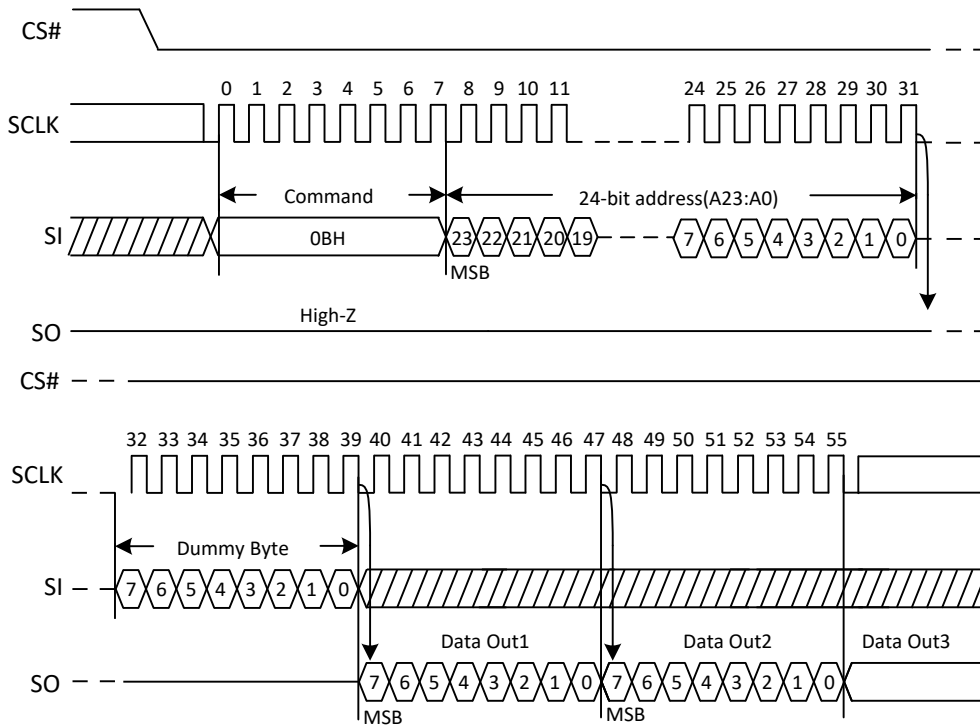 CS#
0 1 2 3 4 5 6 7 8 9 10 11 24 25 26 27 28 29 30 31
SCLK
Command 24-bit address(A23:A0)
SI 0BH 23 22 21 20 19 7 6 5 4 3 2 1 0
MSB
High-Z
SO
CS#
32 33 34 35 36 37 38 39 40 41 42 43 44 45 46 47 48 49 50 51 52 53 54 55
SCLK
Dummy Byte
SI 7 6 5 4 3 2 1 0
Data Out1 Data Out2 Data Out3
SO 7 6 5 4 3 2 1 0 7 6 5 4 3 2 1 0
MSB MSB